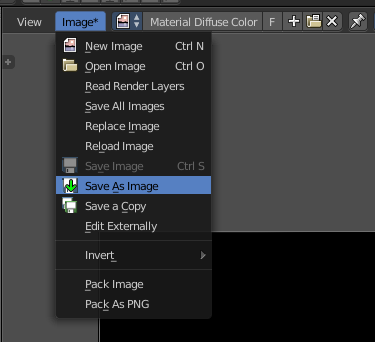 View Image* Material Diffuse Color F
New Image Ctrl N
Open Image Ctrl O
Read Render Layers
Save All Images
Replace Image
Reload Image
Save Image Ctrl S
Save As Image
Save a Copy
Edit Externally
Invert
Pack Image
Pack As PNG